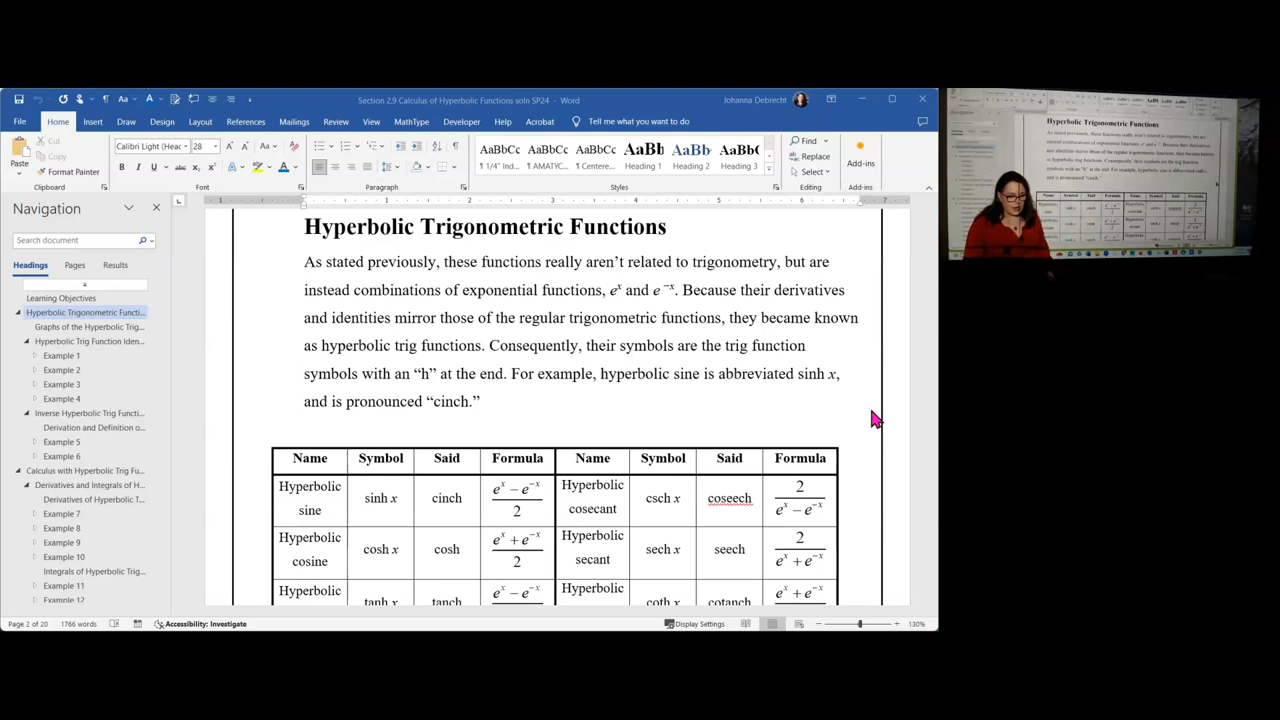 Section 2.9 Calculus of Hyperbolic Functions soln SP24 - Word
Johanna Debrecht
File Home Insert Draw Design Layout References Mailings Review View MathType Developer Help Acrobat Tell me what you want to do
Paste
Cut
Copy
Format Painter
Clipboard
Calibri Light (Heac 28
Font
Paragraph
AaBbCc AaBbCc AaBbCc AaBb( AaBbC AaBb(
Normal Emphasis Centere... Heading 1 Heading 2 Heading 3
Styles
Find
Replace
Select
Editing
Add-ins
Add-ins
Navigation
Search document
Headings Pages Results
Learning Objectives
Hyperbolic Trigonometric Functi...
Graphs of the Hyperbolic Trig...
Hyperbolic Trig Function Iden...
Example 1
Example 2
Example 3
Example 4
Inverse Hyperbolic Trig Functi...
Derivation and Definition o...
Example 5
Example 6
Calculus with Hyperbolic Trig Fu...
Derivatives and Integrals of H...
Derivatives of Hyperbolic T...
Example 7
Example 8
Example 9
Example 10
Integrals of Hyperbolic Trig...
Example 11
Example 12
Hyperbolic Trigonometric Functions
As stated previously, these functions really aren’t related to trigonometry, but are
instead combinations of exponential functions, eˣ and e ⁻ˣ. Because their derivatives
and identities mirror those of the regular trigonometric functions, they became known
as hyperbolic trig functions. Consequently, their symbols are the trig function
symbols with an “h” at the end. For example, hyperbolic sine is abbreviated sinh x,
and is pronounced “cinch.”
Name Symbol Said Formula Name Symbol Said Formula
Hyperbolic sine sinh x cinch (eˣ − e⁻ˣ)/2 Hyperbolic cosecant csch x coseech 2/(eˣ − e⁻ˣ)
Hyperbolic cosine cosh x cosh (eˣ + e⁻ˣ)/2 Hyperbolic secant sech x seech 2/(eˣ + e⁻ˣ)
Hyperbolic tanh x tanch eˣ − e⁻ˣ Hyperbolic coth x cotanch eˣ + e⁻ˣ
Page 2 of 20 1766 words Accessibility: Investigate Display Settings 130%
Hyperbolic Trigonometric Functions